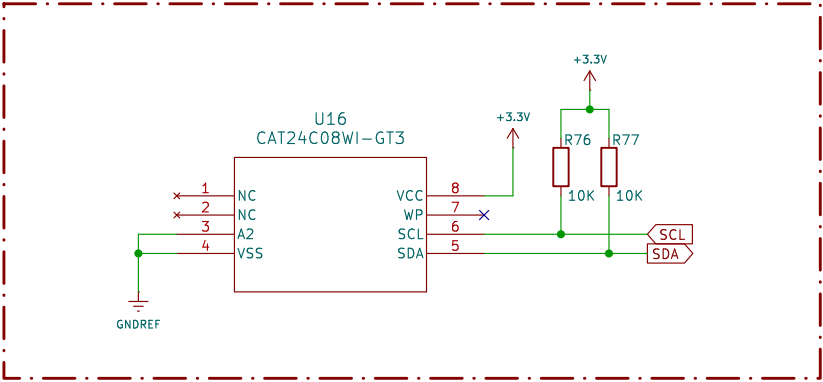 +3.3V
U16
CAT24C08WI-GT3
+3.3V
R76 R77
1 NC VCC 8
10K 10K
2 NC WP 7
3 A2 SCL 6 SCL
4 VSS SDA 5 SDA
GNDREF